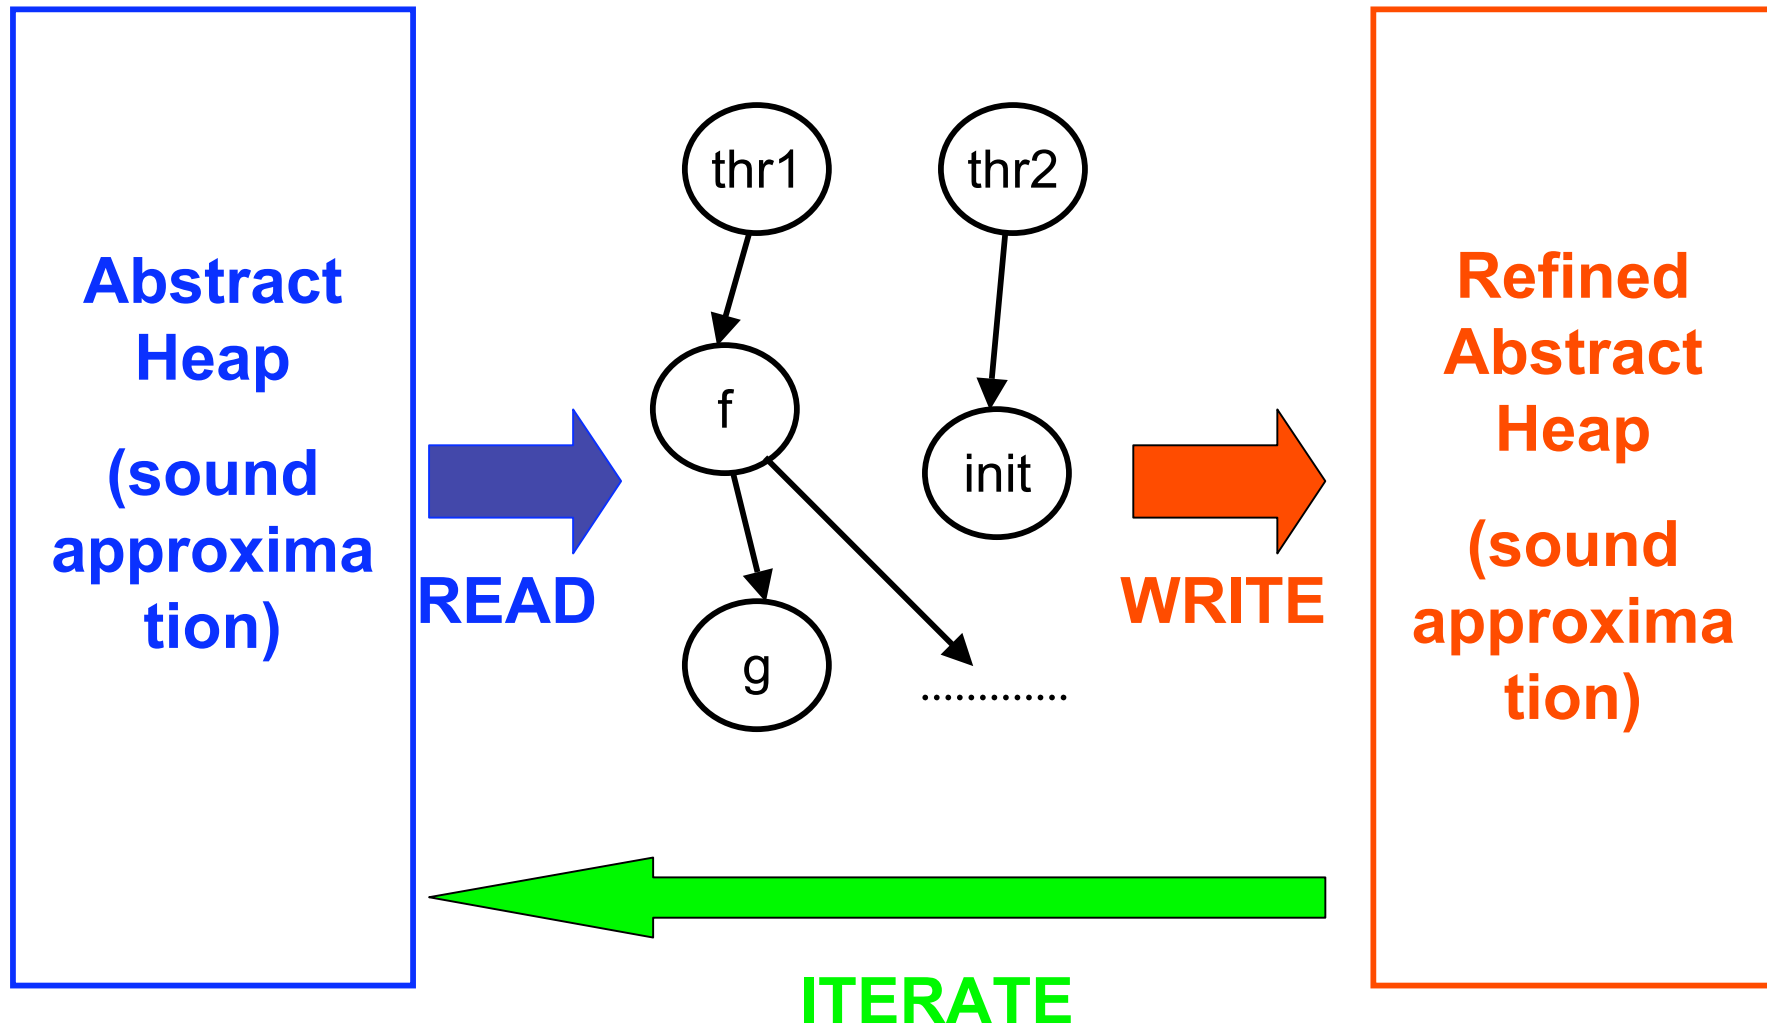 Abstract
Heap
(sound
approxima
tion)
READ
thr1
thr2
f
init
g
.............
WRITE
Refined
Abstract
Heap
(sound
approxima
tion)
ITERATE